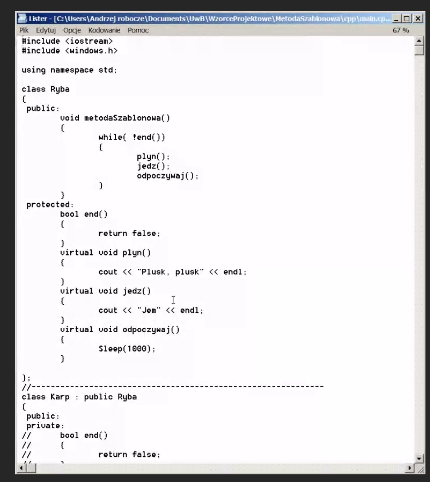 Lister - [C:\Users\Andrzej robocze\Documents\UwB\WzorceProjektowe\MetodaSzablonowa\cpp\main.cp...
Plik Edytuj Opcje Kodowanie Pomoc 67 %
#include <iostream>
#include <windows.h>
using namespace std;
class Ryba
{
public:
void metodaSzablonowa()
{
while( !end())
{
plyn();
jedz();
odpoczywaj();
}
}
protected:
bool end()
{
return false;
}
virtual void plyn()
{
cout << "Plusk, plusk" << endl;
}
virtual void jedz()
{
cout << "Jem" << endl;
}
virtual void odpoczywaj()
{
Sleep(1000);
}
};
//------------------------------------------------------------
class Karp : public Ryba
{
public:
private:
// bool end()
// {
// return false;
// }